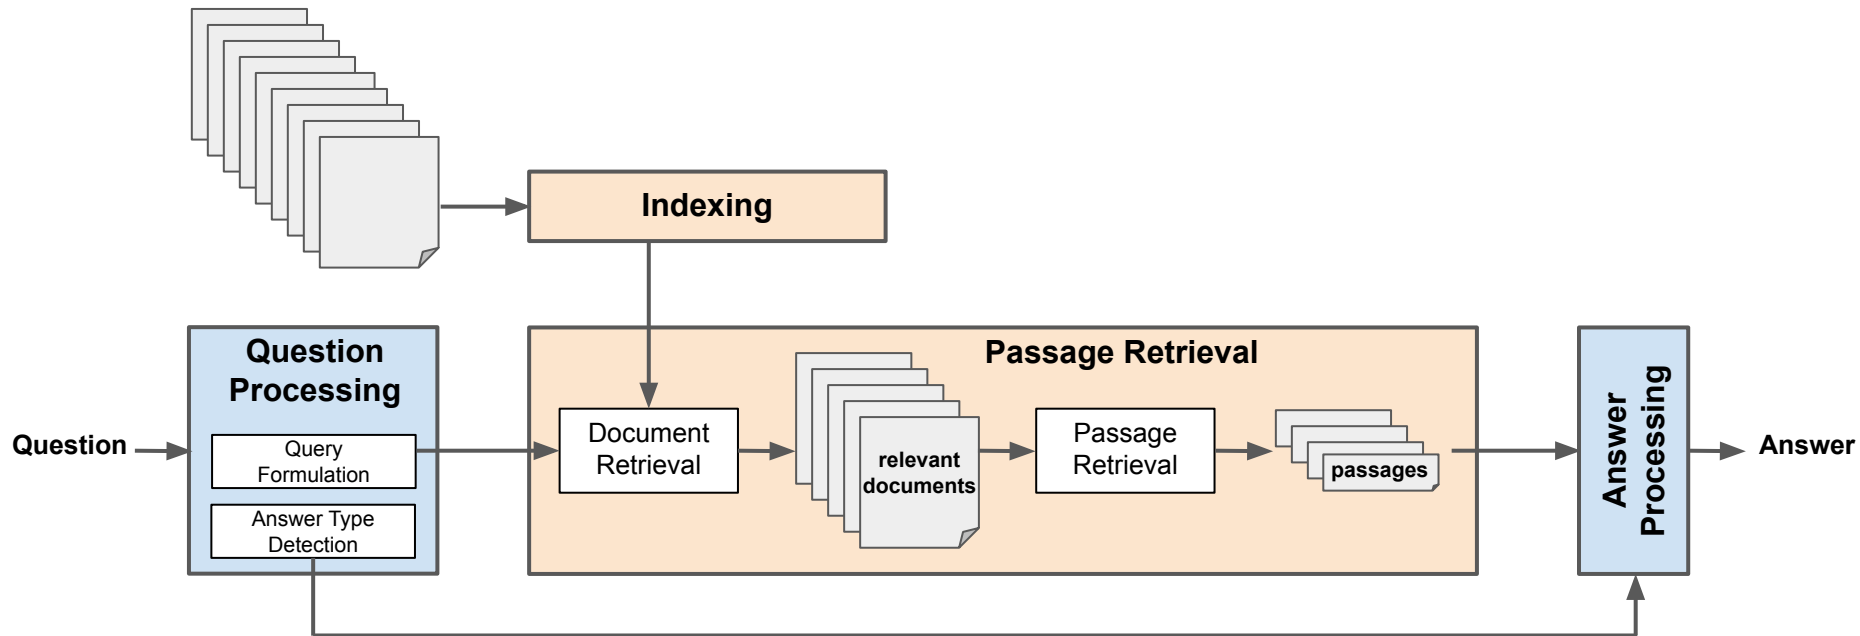 Indexing
Question
Processing
Passage Retrieval
Question
Query
Formulation
Answer Type
Detection
Document
Retrieval
relevant
documents
Passage
Retrieval
passages
Answer
Processing
Answer